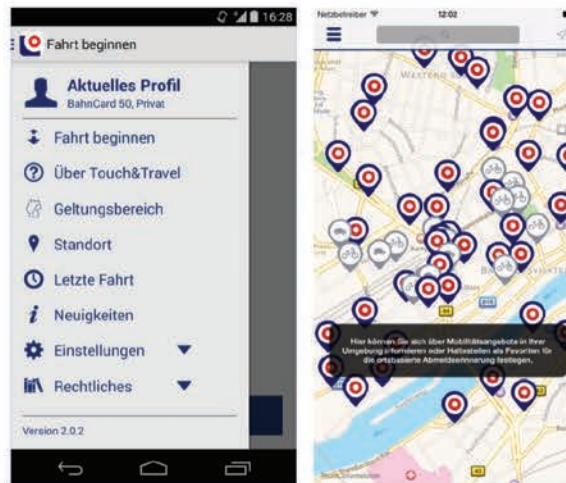 16:28
Fahrt beginnen
Aktuelles Profil
BahnCard 50, Privat
Fahrt beginnen
Über Touch&Travel
Geltungsbereich
Standort
Letzte Fahrt
Neuigkeiten
Einstellungen
Rechtliches
Version 2.0.2
Netzbetreiber
12:02
Hier können Sie sich über Mobilitätsangebote in Ihrer
Umgebung informieren oder Haltestellen als Favoriten für
die ortsbasierte Abmeldeerinnerung festlegen.
44
43